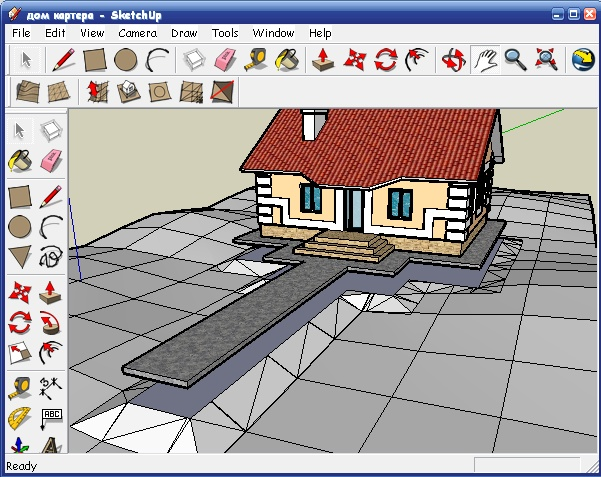 дом картера - SketchUp
File Edit View Camera Draw Tools Window Help
ABC
Ready